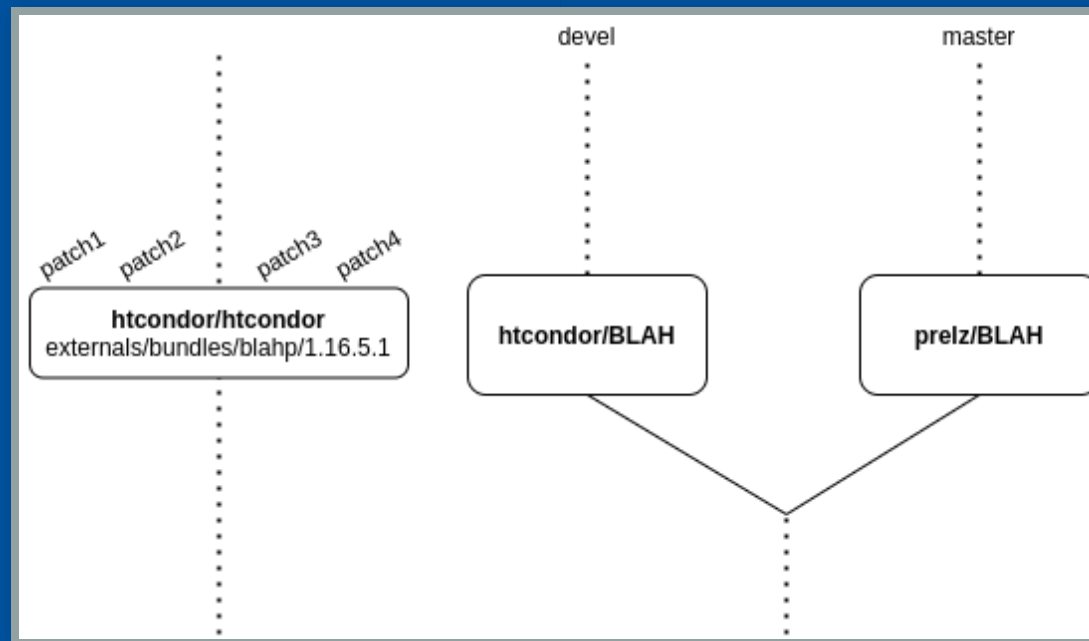 devel
master
patch1
patch2
patch3
patch4
htcondor/htcondor
externals/bundles/blahp/1.16.5.1
htcondor/BLAH
prelz/BLAH